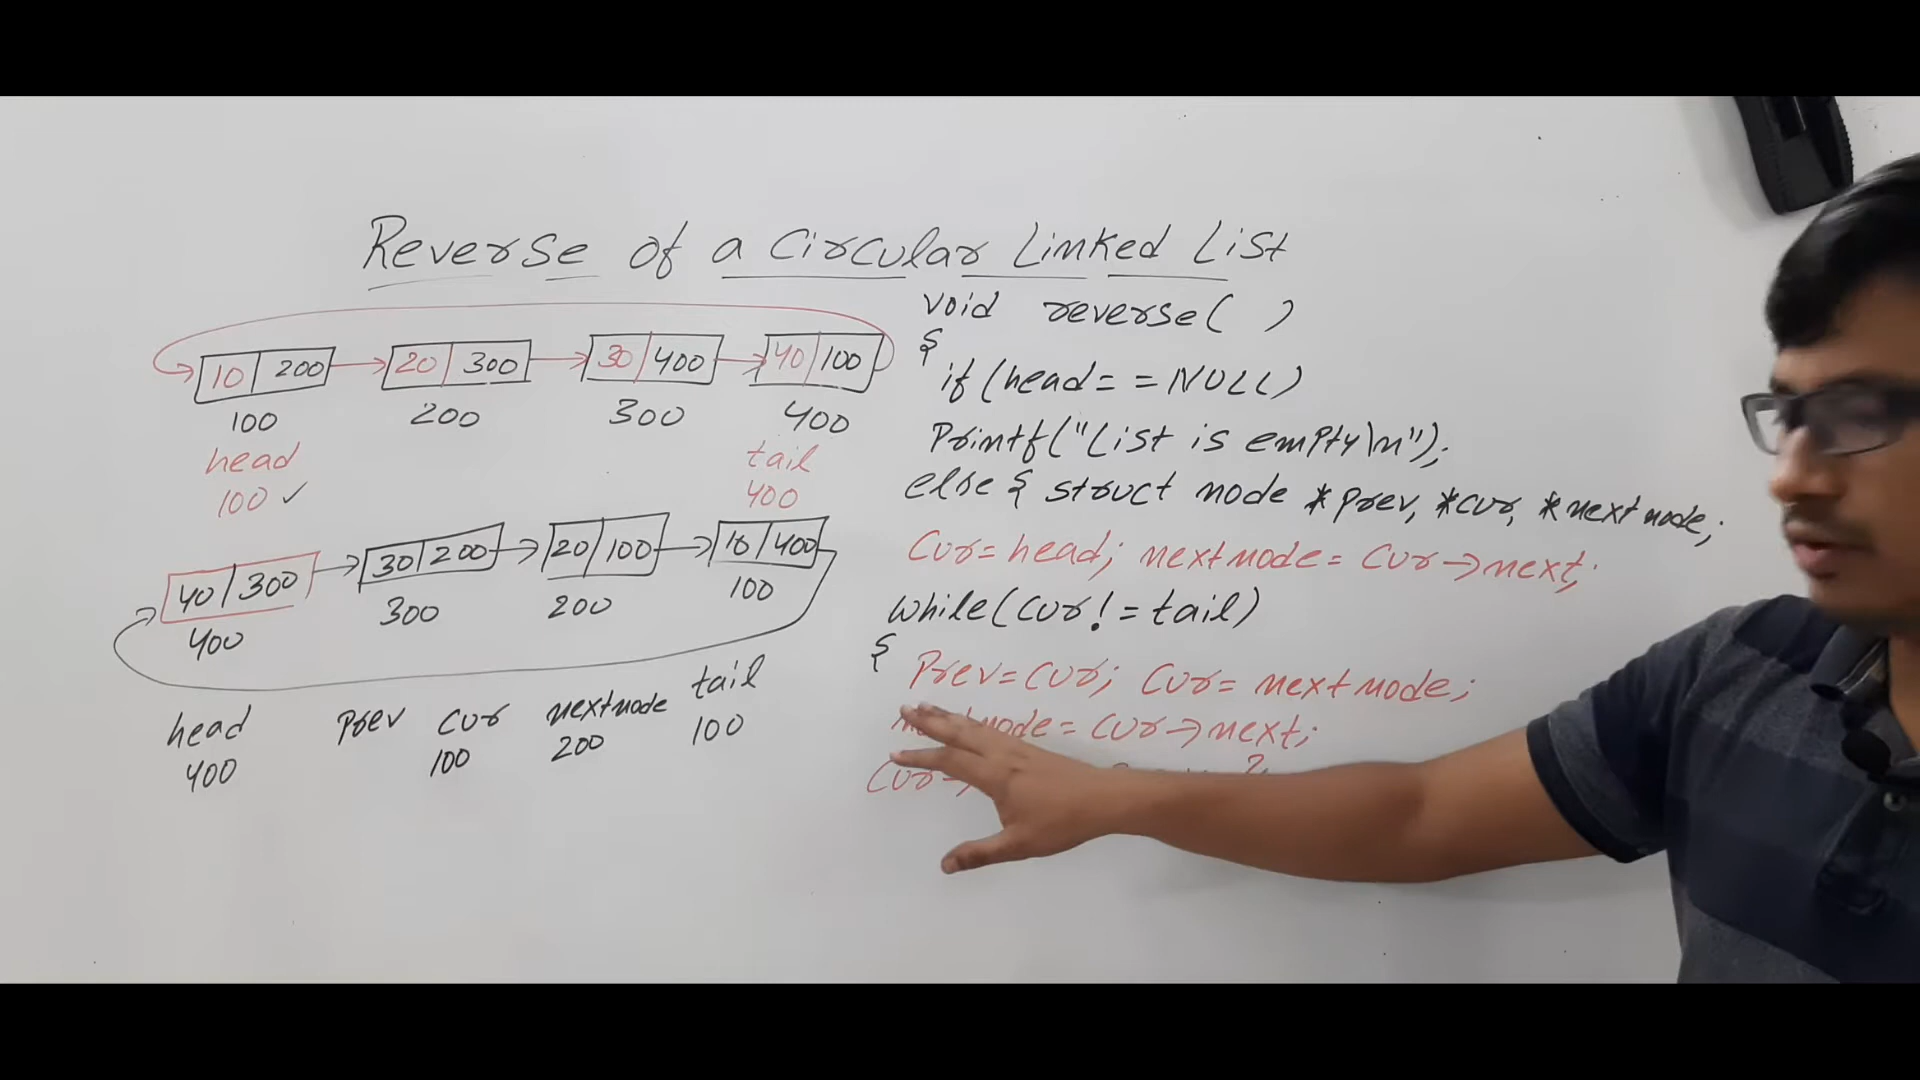 Reverse of a Circular Linked List
10 200 20 300 30 400 40 100
100 200 300 400
head tail
100 ✓ 400
40 300 30 200 20 100 10 400
400 300 200 100
head prev cur nextnode tail
400 100 200 100
void reverse( )
{
if (head= =NULL)
Printf("List is empty\n");
else { struct node *prev, *cur, *nextnode;
Cur=head; nextnode = Cur->next;
while(cur!=tail)
{
Prev=cur; Cur= nextnode;
= cur->next;